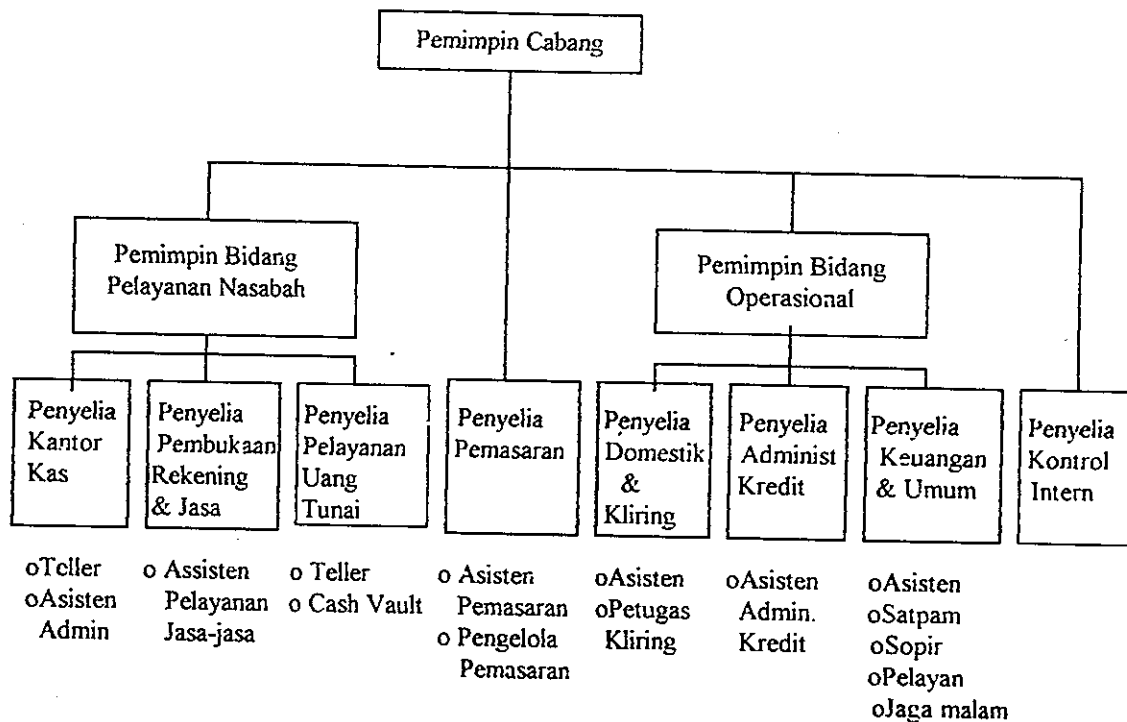 Pemimpin Cabang
Pemimpin Bidang
Pelayanan Nasabah
Pemimpin Bidang
Operasional
Penyelia
Kantor
Kas
Penyelia
Pembukaan
Rekening
& Jasa
Penyelia
Pelayanan
Uang
Tunai
Penyelia
Pemasaran
Penyelia
Domestik
&
Kliring
Penyelia
Administ
Kredit
Penyelia
Keuangan
& Umum
Penyelia
Kontrol
Intern
oTeller
oAsisten
Admin
o Assisten
Pelayanan
Jasa-jasa
o Teller
o Cash Vault
o Asisten
Pemasaran
o Pengelola
Pemasaran
oAsisten
oPetugas
Kliring
oAsisten
Admin.
Kredit
oAsisten
oSatpam
oSopir
oPelayan
oJaga malam